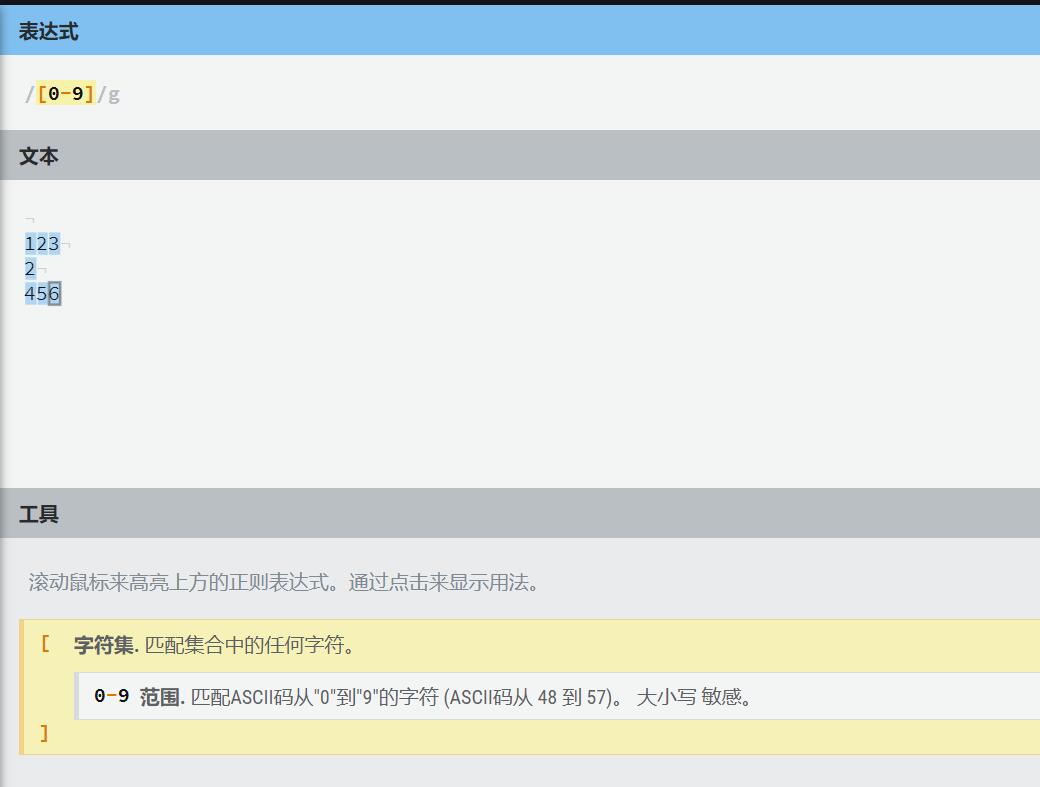 表达式
/[0-9]/g
文本
¬
123¬
2¬
456
工具
滚动鼠标来高亮上方的正则表达式。通过点击来显示用法。
[ 字符集. 匹配集合中的任何字符。
0-9 范围. 匹配ASCII码从"0"到"9"的字符 (ASCII码从 48 到 57)。 大小写 敏感。
]